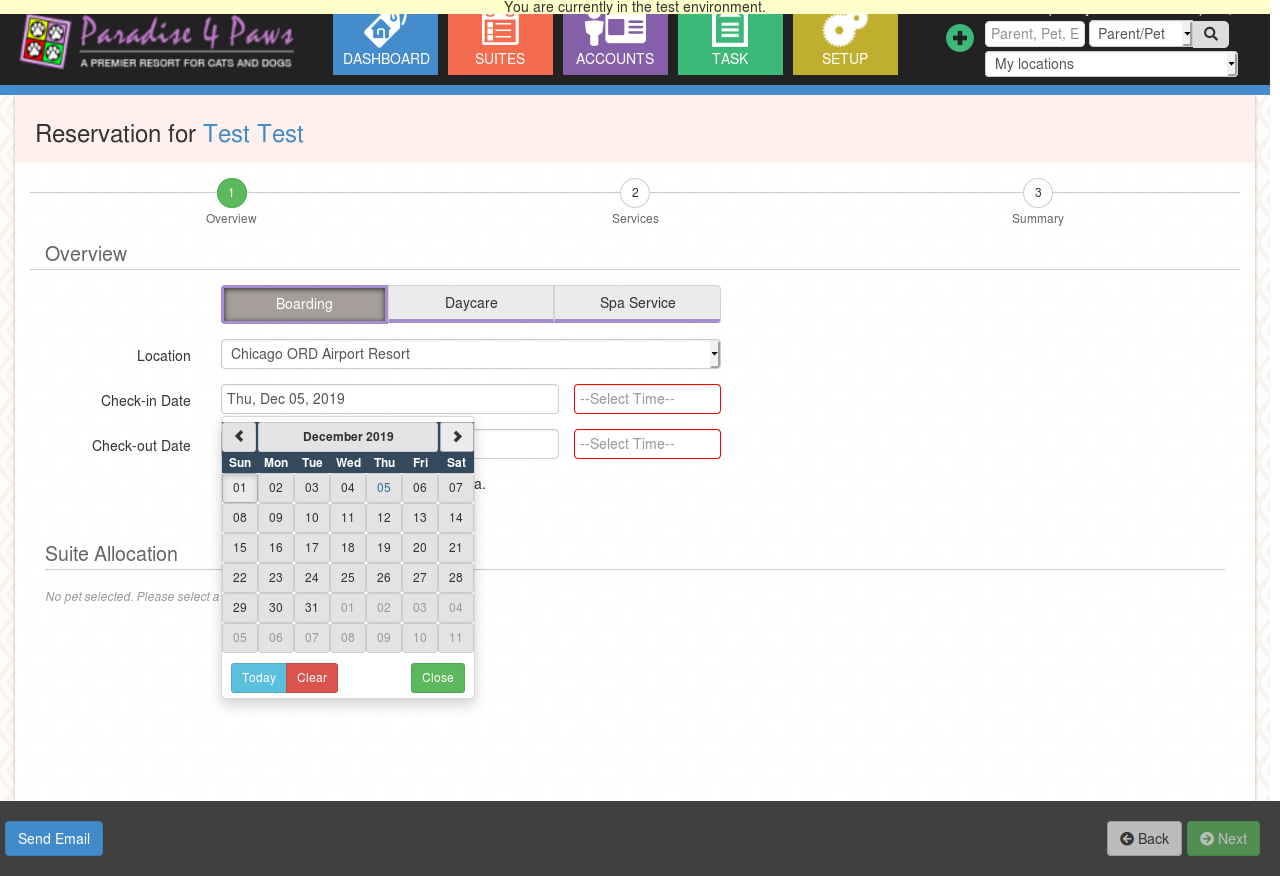 You are currently in the test environment.
Paradise 4 Paws
A PREMIER RESORT FOR CATS AND DOGS
DASHBOARD
SUITES
ACCOUNTS
TASK
SETUP
Parent, Pet, E
Parent/Pet
My locations
Reservation for Test Test
1
2
3
Overview
Services
Summary
Overview
Boarding
Daycare
Spa Service
Location
Chicago ORD Airport Resort
Check-in Date
Thu, Dec 05, 2019
--Select Time--
Check-out Date
--Select Time--
a.
December 2019
Sun Mon Tue Wed Thu Fri Sat
01 02 03 04 05 06 07
08 09 10 11 12 13 14
15 16 17 18 19 20 21
22 23 24 25 26 27 28
29 30 31 01 02 03 04
05 06 07 08 09 10 11
Today
Clear
Close
Suite Allocation
No pet selected. Please select a
Send Email
Back
Next